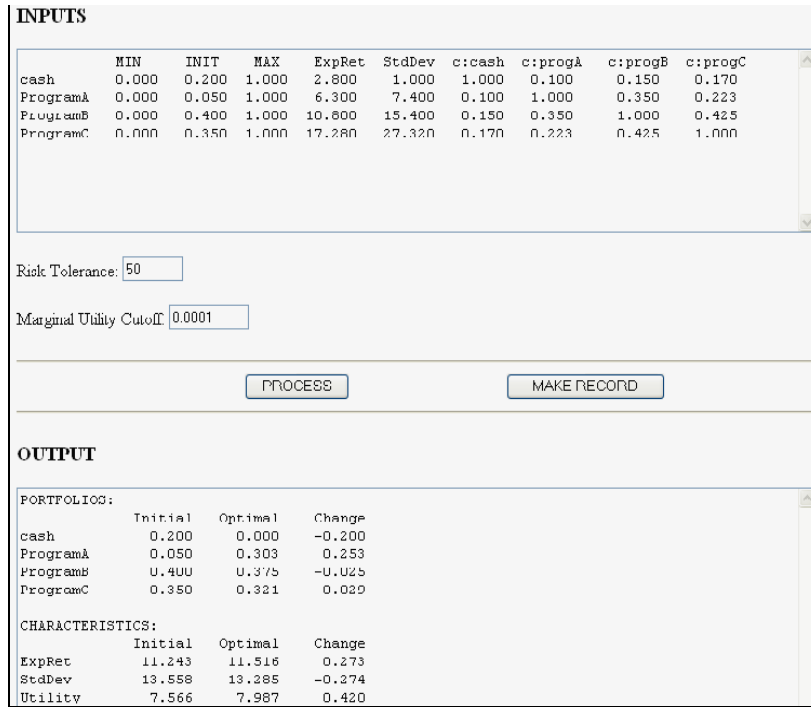 INPUTS
MIN INIT MAX ExpRet StdDev c:cash c:progA c:progB c:progC
cash 0.000 0.200 1.000 2.800 1.000 1.000 0.100 0.150 0.170
ProgramA 0.000 0.050 1.000 6.300 7.400 0.100 1.000 0.350 0.223
ProgramB 0.000 0.400 1.000 10.800 15.400 0.150 0.350 1.000 0.425
ProgramC 0.000 0.350 1.000 17.280 27.320 0.170 0.223 0.425 1.000
Risk Tolerance: 50
Marginal Utility Cutoff: 0.0001
PROCESS MAKE RECORD
OUTPUT
PORTFOLIOS:
Initial Optimal Change
cash 0.200 0.000 -0.200
ProgramA 0.050 0.303 0.253
ProgramB 0.400 0.375 -0.025
ProgramC 0.350 0.321 0.029
CHARACTERISTICS:
Initial Optimal Change
ExpRet 11.243 11.516 0.273
StdDev 13.558 13.285 -0.274
Utility 7.566 7.987 0.420